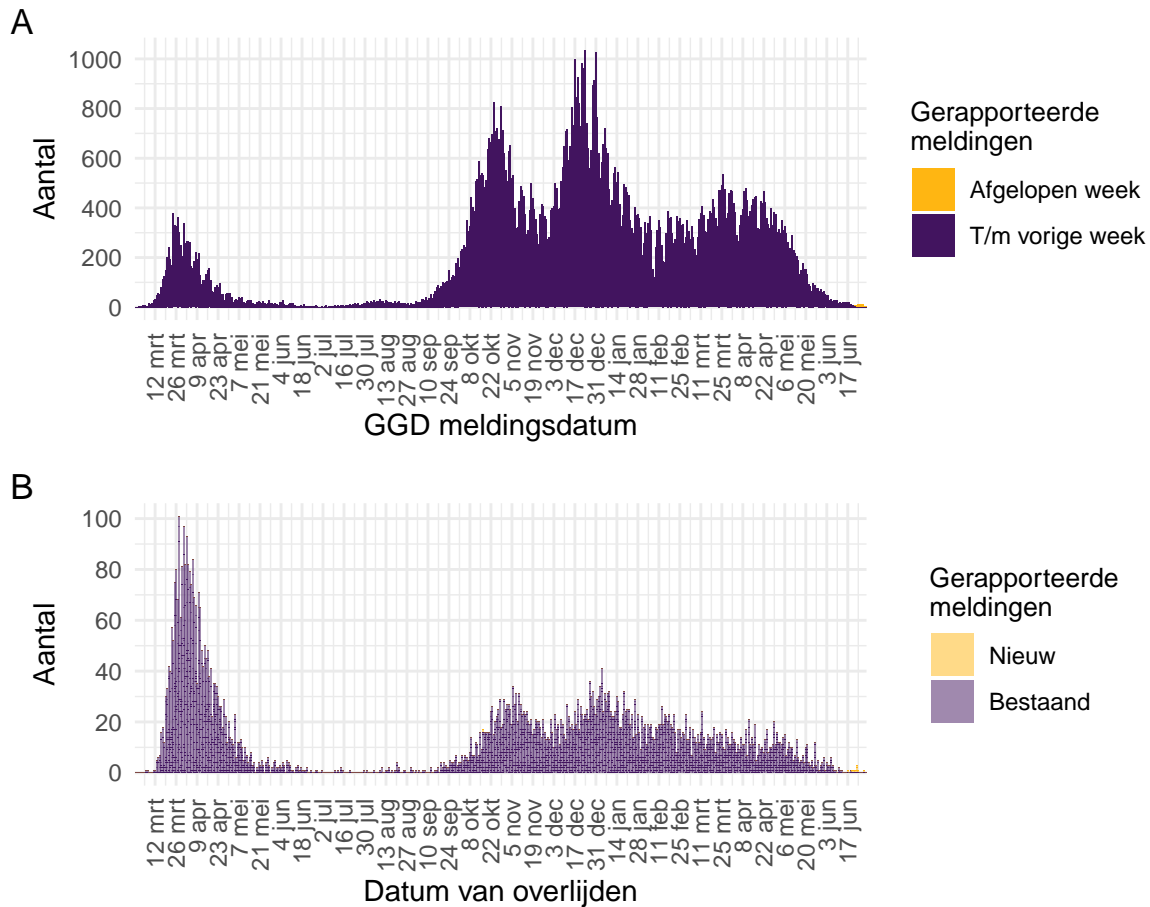 A
1000
800
600
400
200
0
Aantal
12 mrt
26 mrt
9 apr
23 apr
7 mei
21 mei
4 jun
18 jun
2 jul
16 jul
30 jul
13 aug
27 aug
10 sep
24 sep
8 okt
22 okt
5 nov
19 nov
3 dec
17 dec
31 dec
14 jan
28 jan
11 feb
25 feb
11 mrt
25 mrt
8 apr
22 apr
6 mei
20 mei
3 jun
17 jun
GGD meldingsdatum
Gerapporteerde
meldingen
Afgelopen week
T/m vorige week
B
100
80
60
40
20
0
Aantal
12 mrt
26 mrt
9 apr
23 apr
7 mei
21 mei
4 jun
18 jun
2 jul
16 jul
30 jul
13 aug
27 aug
10 sep
24 sep
8 okt
22 okt
5 nov
19 nov
3 dec
17 dec
31 dec
14 jan
28 jan
11 feb
25 feb
11 mrt
25 mrt
8 apr
22 apr
6 mei
20 mei
3 jun
17 jun
Datum van overlijden
Gerapporteerde
meldingen
Nieuw
Bestaand